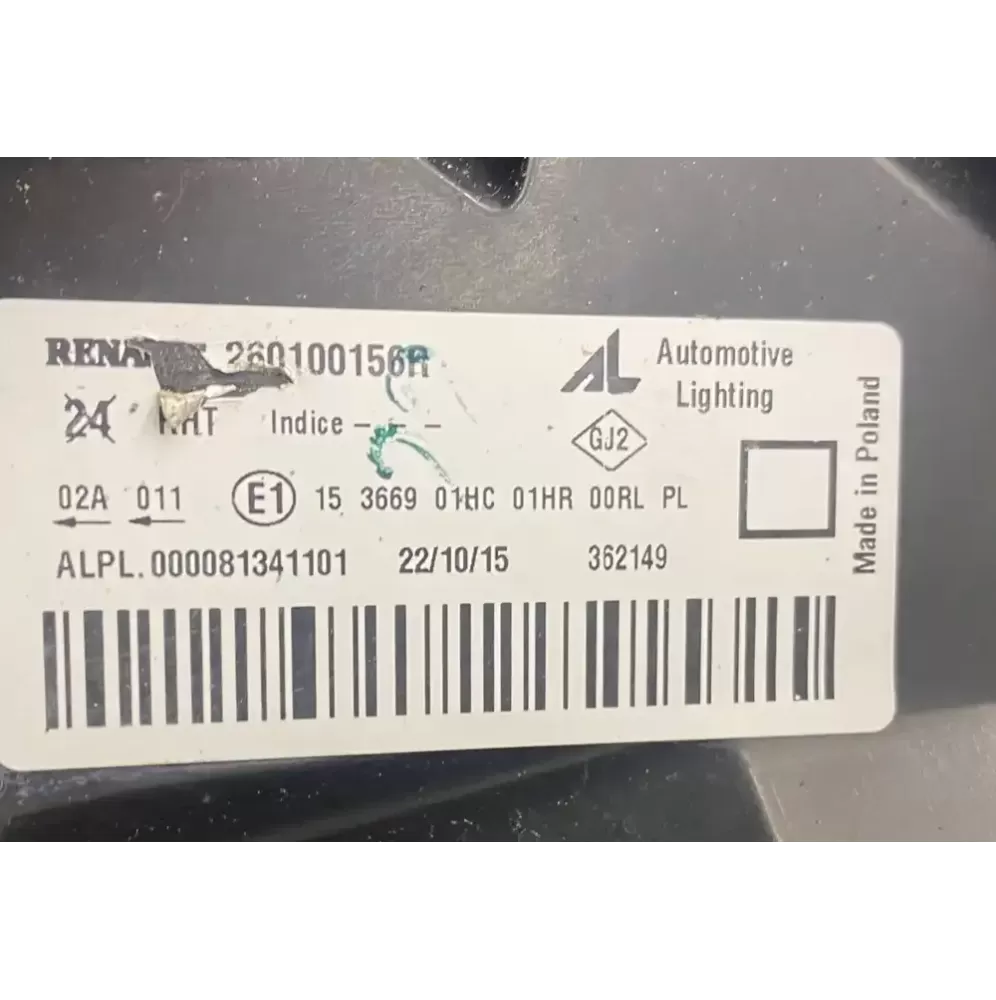 260100156R
Automotive
Lighting
24
Indice - - -
GJ2
02A 011 E1 15 3669 01HC 01HR 00RL PL
ALPL.000081341101 22/10/15 362149
Made in Poland
AL